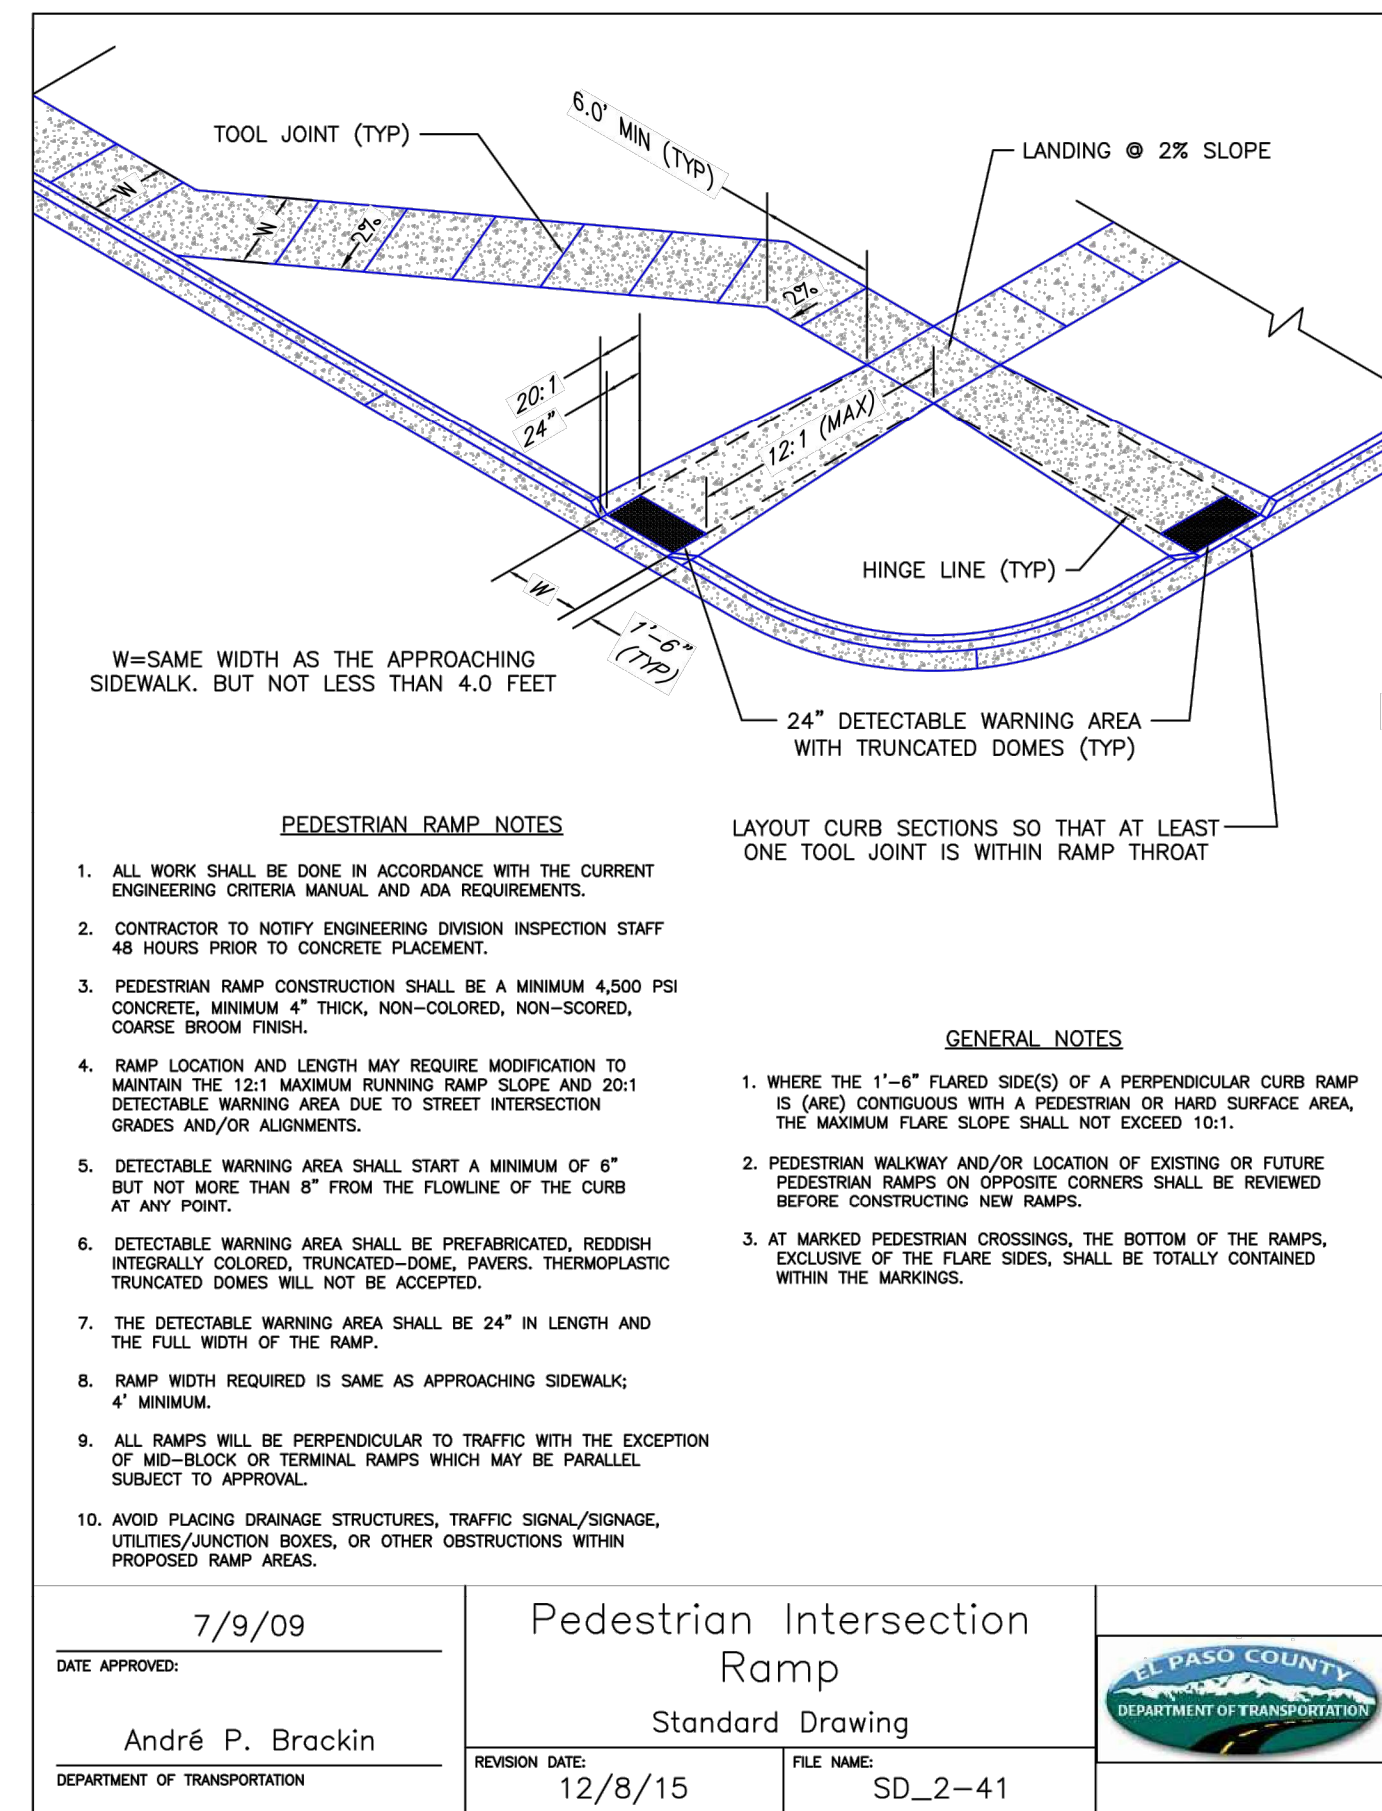 6.0' MIN (TYP)
TOOL JOINT (TYP)
LANDING @ 2% SLOPE
W
W
2%
2%
20:1
24"
12:1 (MAX)
HINGE LINE (TYP)
W
1'-6"
(TYP)
W=SAME WIDTH AS THE APPROACHING
SIDEWALK. BUT NOT LESS THAN 4.0 FEET
24" DETECTABLE WARNING AREA
WITH TRUNCATED DOMES (TYP)
LAYOUT CURB SECTIONS SO THAT AT LEAST
ONE TOOL JOINT IS WITHIN RAMP THROAT
PEDESTRIAN RAMP NOTES
1. ALL WORK SHALL BE DONE IN ACCORDANCE WITH THE CURRENT
ENGINEERING CRITERIA MANUAL AND ADA REQUIREMENTS.
2. CONTRACTOR TO NOTIFY ENGINEERING DIVISION INSPECTION STAFF
48 HOURS PRIOR TO CONCRETE PLACEMENT.
3. PEDESTRIAN RAMP CONSTRUCTION SHALL BE A MINIMUM 4,500 PSI
CONCRETE, MINIMUM 4" THICK, NON-COLORED, NON-SCORED,
COARSE BROOM FINISH.
4. RAMP LOCATION AND LENGTH MAY REQUIRE MODIFICATION TO
MAINTAIN THE 12:1 MAXIMUM RUNNING RAMP SLOPE AND 20:1
DETECTABLE WARNING AREA DUE TO STREET INTERSECTION
GRADES AND/OR ALIGNMENTS.
5. DETECTABLE WARNING AREA SHALL START A MINIMUM OF 6"
BUT NOT MORE THAN 8" FROM THE FLOWLINE OF THE CURB
AT ANY POINT.
6. DETECTABLE WARNING AREA SHALL BE PREFABRICATED, REDDISH
INTEGRALLY COLORED, TRUNCATED-DOME, PAVERS. THERMOPLASTIC
TRUNCATED DOMES WILL NOT BE ACCEPTED.
7. THE DETECTABLE WARNING AREA SHALL BE 24" IN LENGTH AND
THE FULL WIDTH OF THE RAMP.
8. RAMP WIDTH REQUIRED IS SAME AS APPROACHING SIDEWALK;
4' MINIMUM.
9. ALL RAMPS WILL BE PERPENDICULAR TO TRAFFIC WITH THE EXCEPTION
OF MID-BLOCK OR TERMINAL RAMPS WHICH MAY BE PARALLEL
SUBJECT TO APPROVAL.
10. AVOID PLACING DRAINAGE STRUCTURES, TRAFFIC SIGNAL/SIGNAGE,
UTILITIES/JUNCTION BOXES, OR OTHER OBSTRUCTIONS WITHIN
PROPOSED RAMP AREAS.
GENERAL NOTES
1. WHERE THE 1'-6" FLARED SIDE(S) OF A PERPENDICULAR CURB RAMP
IS (ARE) CONTIGUOUS WITH A PEDESTRIAN OR HARD SURFACE AREA,
THE MAXIMUM FLARE SLOPE SHALL NOT EXCEED 10:1.
2. PEDESTRIAN WALKWAY AND/OR LOCATION OF EXISTING OR FUTURE
PEDESTRIAN RAMPS ON OPPOSITE CORNERS SHALL BE REVIEWED
BEFORE CONSTRUCTING NEW RAMPS.
3. AT MARKED PEDESTRIAN CROSSINGS, THE BOTTOM OF THE RAMPS,
EXCLUSIVE OF THE FLARE SIDES, SHALL BE TOTALLY CONTAINED
WITHIN THE MARKINGS.
7/9/09
DATE APPROVED:
André P. Brackin
DEPARTMENT OF TRANSPORTATION
Pedestrian Intersection
Ramp
Standard Drawing
REVISION DATE:
12/8/15
FILE NAME:
SD_2-41
EL PASO COUNTY
DEPARTMENT OF TRANSPORTATION